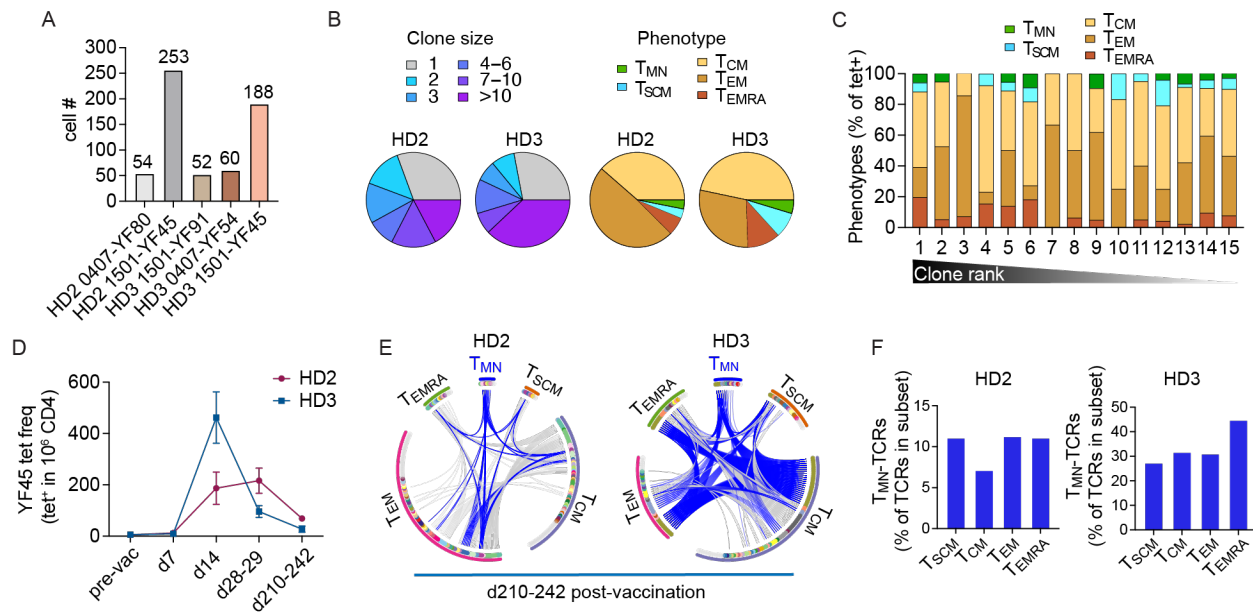 A
cell #
300
250
200
150
100
50
0
54
253
52
60
188
HD2 0407-YF80
HD2 1501-YF45
HD3 1501-YF91
HD3 0407-YF54
HD3 1501-YF45
B
Clone size
1
2
3
4–6
7–10
>10
Phenotype
TMN
TSCM
TCM
TEM
TEMRA
HD2
HD3
HD2
HD3
C
TMN
TSCM
TCM
TEM
TEMRA
Phenotypes (% of tet+)
100
80
60
40
20
0
1 2 3 4 5 6 7 8 9 10 11 12 13 14 15
Clone rank
D
YF45 tet freq
(tet+ in 10⁶ CD4)
600
400
200
0
HD2
HD3
pre-vac
d7
d14
d28-29
d210-242
E
HD2
TMN
TSCM
TCM
TEM
TEMRA
HD3
TMN
TSCM
TCM
TEM
TEMRA
d210-242 post-vaccination
F
HD2
TMN-TCRs
(% of TCRs in subset)
15
10
5
0
TSCM
TCM
TEM
TEMRA
HD3
TMN-TCRs
(% of TCRs in subset)
50
40
30
20
10
0
TSCM
TCM
TEM
TEMRA